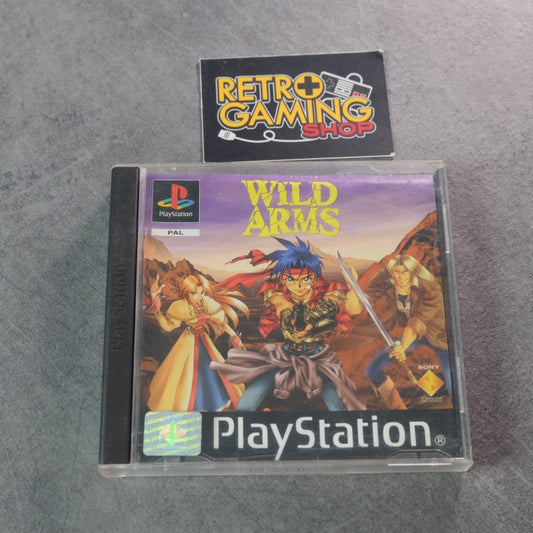 RETRO
GAMING
SHOP
PlayStation
PAL
WILD
ARMS
PlayStation
SONY
PlayStation®